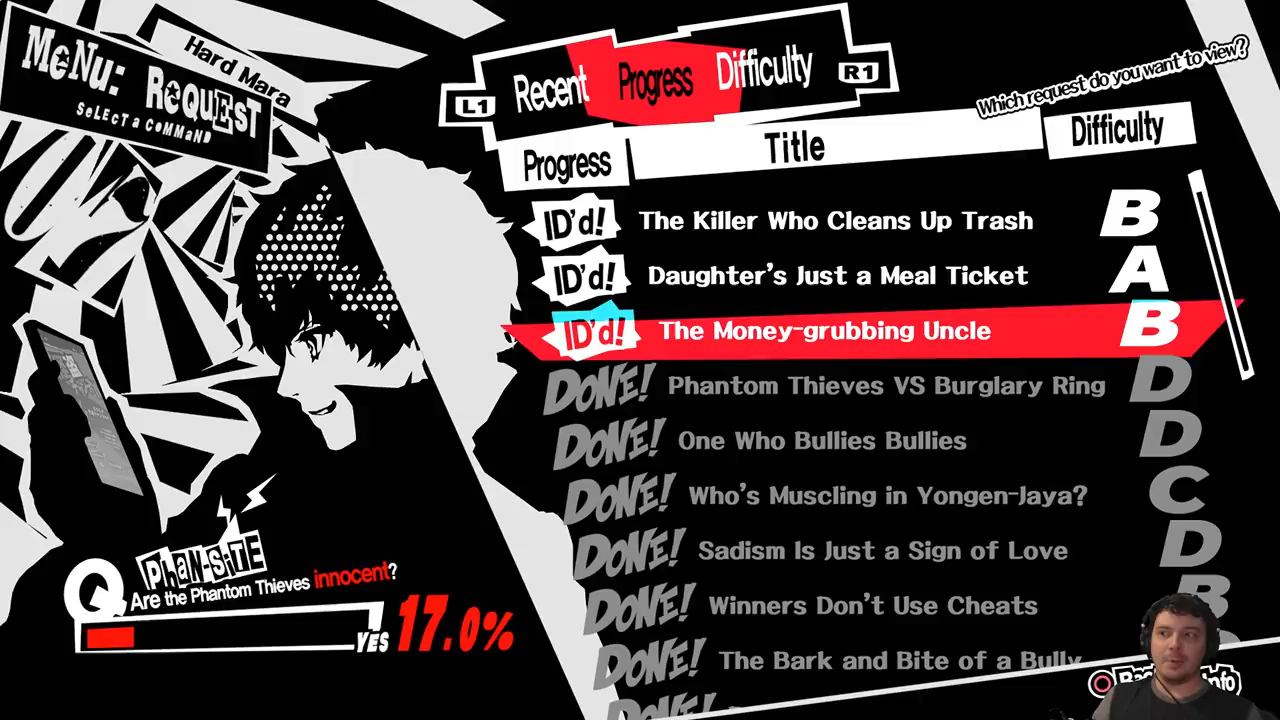 MeNu: ReQUEST
SeLEcT a CoMMaND
Hard Mara
L1 Recent Progress Difficulty R1
Which request do you want to view?
Progress Title Difficulty
ID'd! The Killer Who Cleans Up Trash B
ID'd! Daughter's Just a Meal Ticket A
ID'd! The Money-grubbing Uncle B
DONE! Phantom Thieves VS Burglary Ring D
DONE! One Who Bullies Bullies D
DONE! Who's Muscling in Yongen-Jaya? C
DONE! Sadism Is Just a Sign of Love D
DONE! Winners Don't Use Cheats B
DONE! The Bark and Bite of a Bully
PhaN-SiTE
Q Are the Phantom Thieves innocent?
YES 17.0%
Info